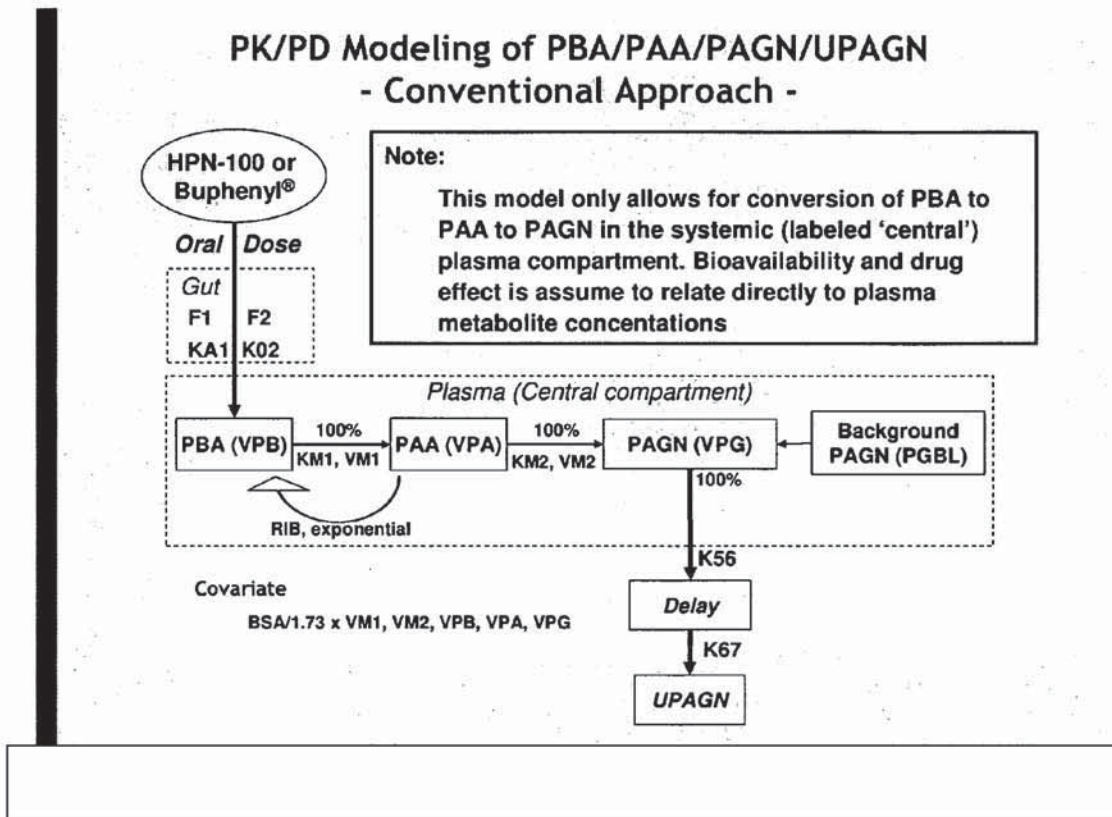 PK/PD Modeling of PBA/PAA/PAGN/UPAGN
- Conventional Approach -
HPN-100 or
Buphenyl®
Oral Dose
Gut
F1 F2
KA1 K02
Note:
This model only allows for conversion of PBA to
PAA to PAGN in the systemic (labeled 'central')
plasma compartment. Bioavailability and drug
effect is assume to relate directly to plasma
metabolite concentations
Plasma (Central compartment)
PBA (VPB)
100%
KM1, VM1
PAA (VPA)
100%
KM2, VM2
PAGN (VPG)
Background
PAGN (PGBL)
RIB, exponential
100%
K56
Delay
K67
UPAGN
Covariate
BSA/1.73 x VM1, VM2, VPB, VPA, VPG